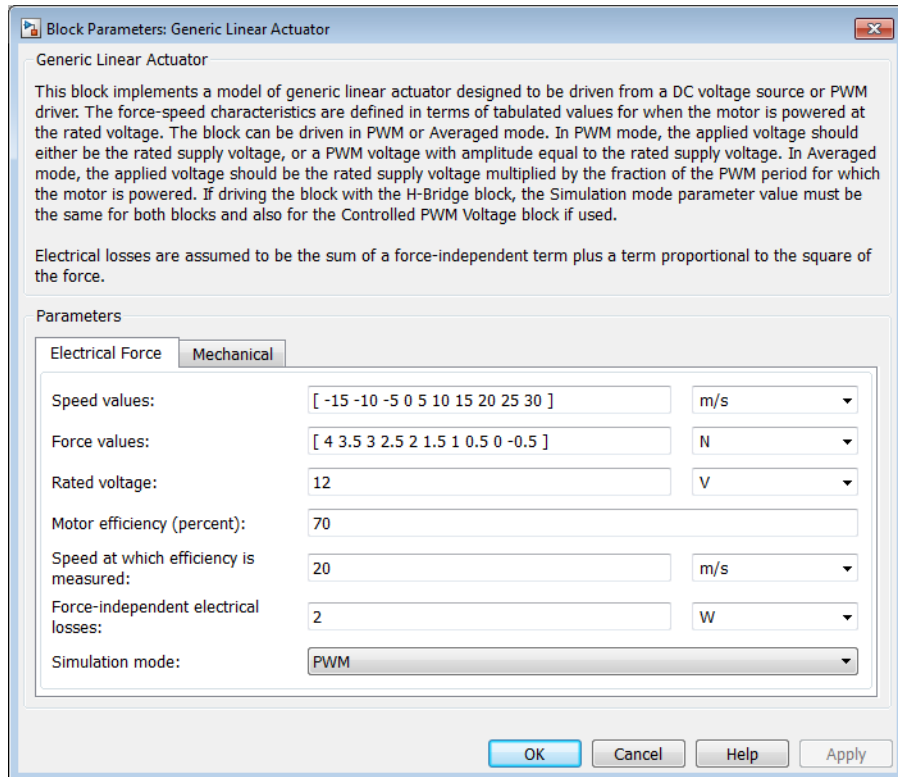 Block Parameters: Generic Linear Actuator
Generic Linear Actuator
This block implements a model of generic linear actuator designed to be driven from a DC voltage source or PWM
driver. The force-speed characteristics are defined in terms of tabulated values for when the motor is powered at
the rated voltage. The block can be driven in PWM or Averaged mode. In PWM mode, the applied voltage should
either be the rated supply voltage, or a PWM voltage with amplitude equal to the rated supply voltage. In Averaged
mode, the applied voltage should be the rated supply voltage multiplied by the fraction of the PWM period for which
the motor is powered. If driving the block with the H-Bridge block, the Simulation mode parameter value must be
the same for both blocks and also for the Controlled PWM Voltage block if used.
Electrical losses are assumed to be the sum of a force-independent term plus a term proportional to the square of
the force.
Parameters
Electrical Force Mechanical
Speed values: [ -15 -10 -5 0 5 10 15 20 25 30 ] m/s
Force values: [ 4 3.5 3 2.5 2 1.5 1 0.5 0 -0.5 ] N
Rated voltage: 12 V
Motor efficiency (percent): 70
Speed at which efficiency is
measured: 20 m/s
Force-independent electrical
losses: 2 W
Simulation mode: PWM
OK Cancel Help Apply